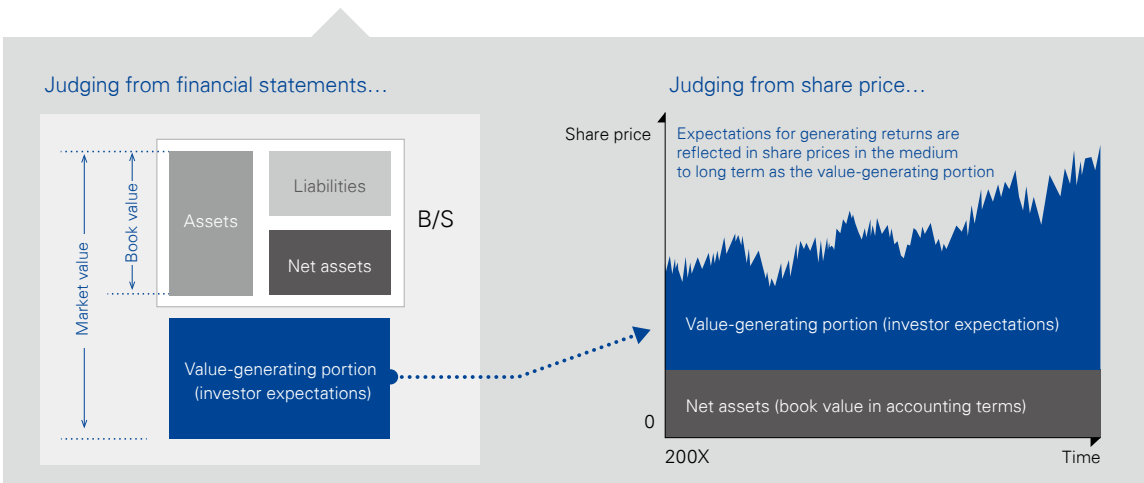 Judging from financial statements…
Market value
Book value
Assets
Liabilities
Net assets
B/S
Value-generating portion
(investor expectations)
Judging from share price…
Share price
Expectations for generating returns are
reflected in share prices in the medium
to long term as the value-generating portion
Value-generating portion (investor expectations)
Net assets (book value in accounting terms)
0
200X
Time